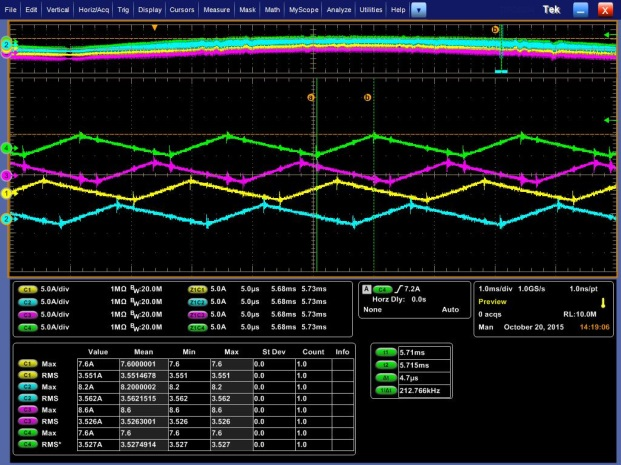 File Edit Vertical Horiz/Acq Trig Display Cursors Measure Mask Math MyScope Analyze Utilities Help Tek
b
2
a b
4
3
1
2
C1 5.0A/div 1MΩ BW:20.0M
C2 5.0A/div 1MΩ BW:20.0M
C3 5.0A/div 1MΩ BW:20.0M
C4 5.0A/div 1MΩ BW:20.0M
Z1C1 5.0A 5.0µs 5.68ms 5.73ms
Z1C2 5.0A 5.0µs 5.68ms 5.73ms
Z1C3 5.0A 5.0µs 5.68ms 5.73ms
Z1C4 5.0A 5.0µs 5.68ms 5.73ms
A C4 7.2A
Horz Dly: 0.0s
None Auto
1.0ms/div 1.0GS/s 1.0ns/pt
Preview
0 acqs RL:10.0M
Man October 20, 2015 14:19:06
Value Mean Min Max St Dev Count Info
C1 Max 7.6A 7.6000001 7.6 7.6 0.0 1.0
C1 RMS 3.551A 3.5514678 3.551 3.551 0.0 1.0
C2 Max 8.2A 8.2000002 8.2 8.2 0.0 1.0
C2 RMS 3.562A 3.5621515 3.562 3.562 0.0 1.0
C3 Max 8.6A 8.6 8.6 8.6 0.0 1.0
C3 RMS 3.526A 3.5263001 3.526 3.526 0.0 1.0
C4 Max 7.6A 7.6 7.6 7.6 0.0 1.0
C4 RMS* 3.527A 3.5274914 3.527 3.527 0.0 1.0
t1 5.71ms
t2 5.715ms
Δt 4.7µs
1/Δt 212.766kHz